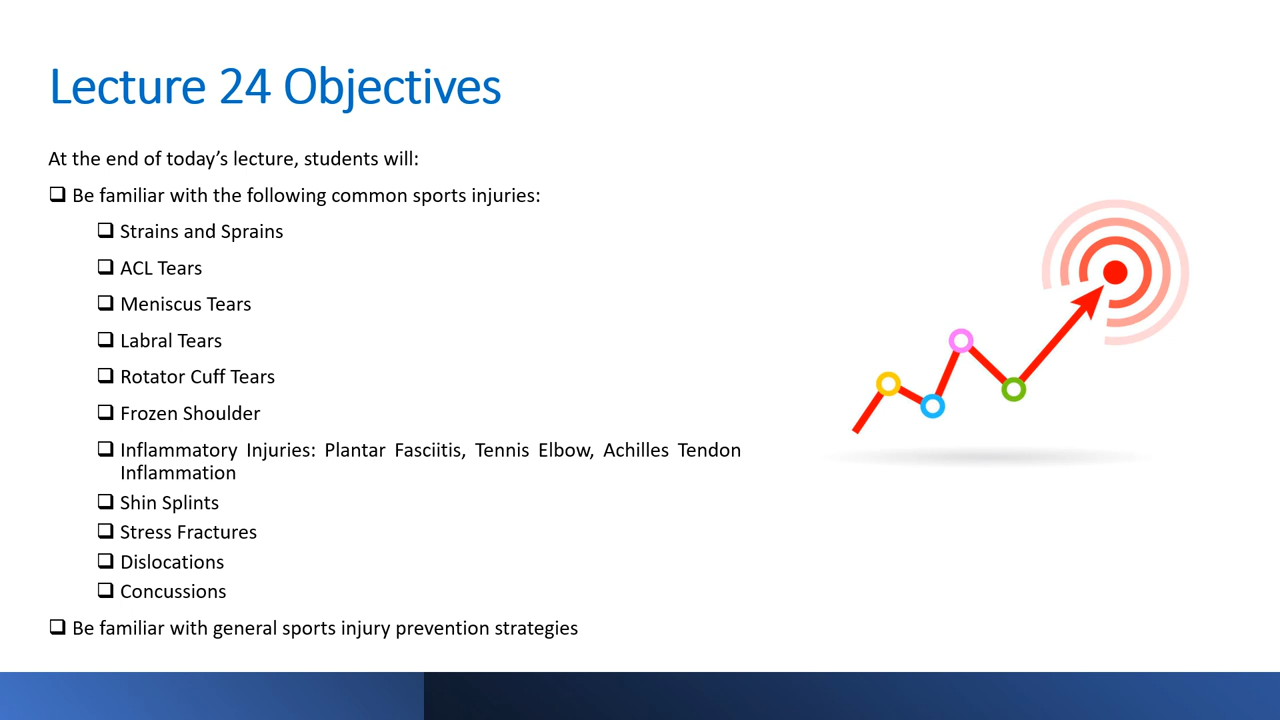 Lecture 24 Objectives
At the end of today’s lecture, students will:
❑ Be familiar with the following common sports injuries:
❑ Strains and Sprains
❑ ACL Tears
❑ Meniscus Tears
❑ Labral Tears
❑ Rotator Cuff Tears
❑ Frozen Shoulder
❑ Inflammatory Injuries: Plantar Fasciitis, Tennis Elbow, Achilles Tendon
Inflammation
❑ Shin Splints
❑ Stress Fractures
❑ Dislocations
❑ Concussions
❑ Be familiar with general sports injury prevention strategies